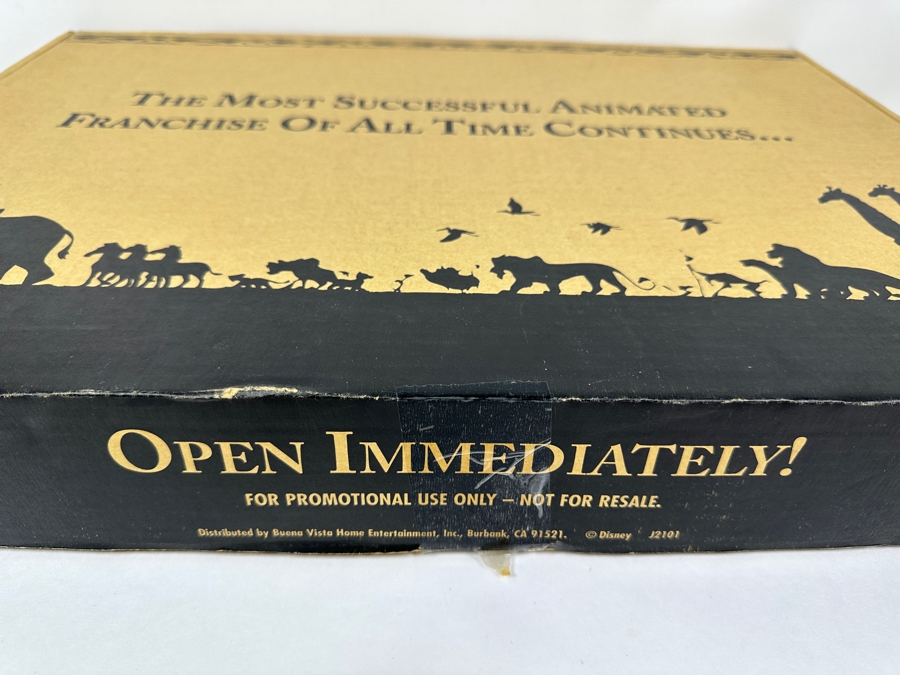 The Most Successful Animated
Franchise Of All Time Continues...
Open Immediately!
FOR PROMOTIONAL USE ONLY – NOT FOR RESALE.
Distributed by Buena Vista Home Entertainment, Inc., Burbank, CA 91521. © Disney J2101